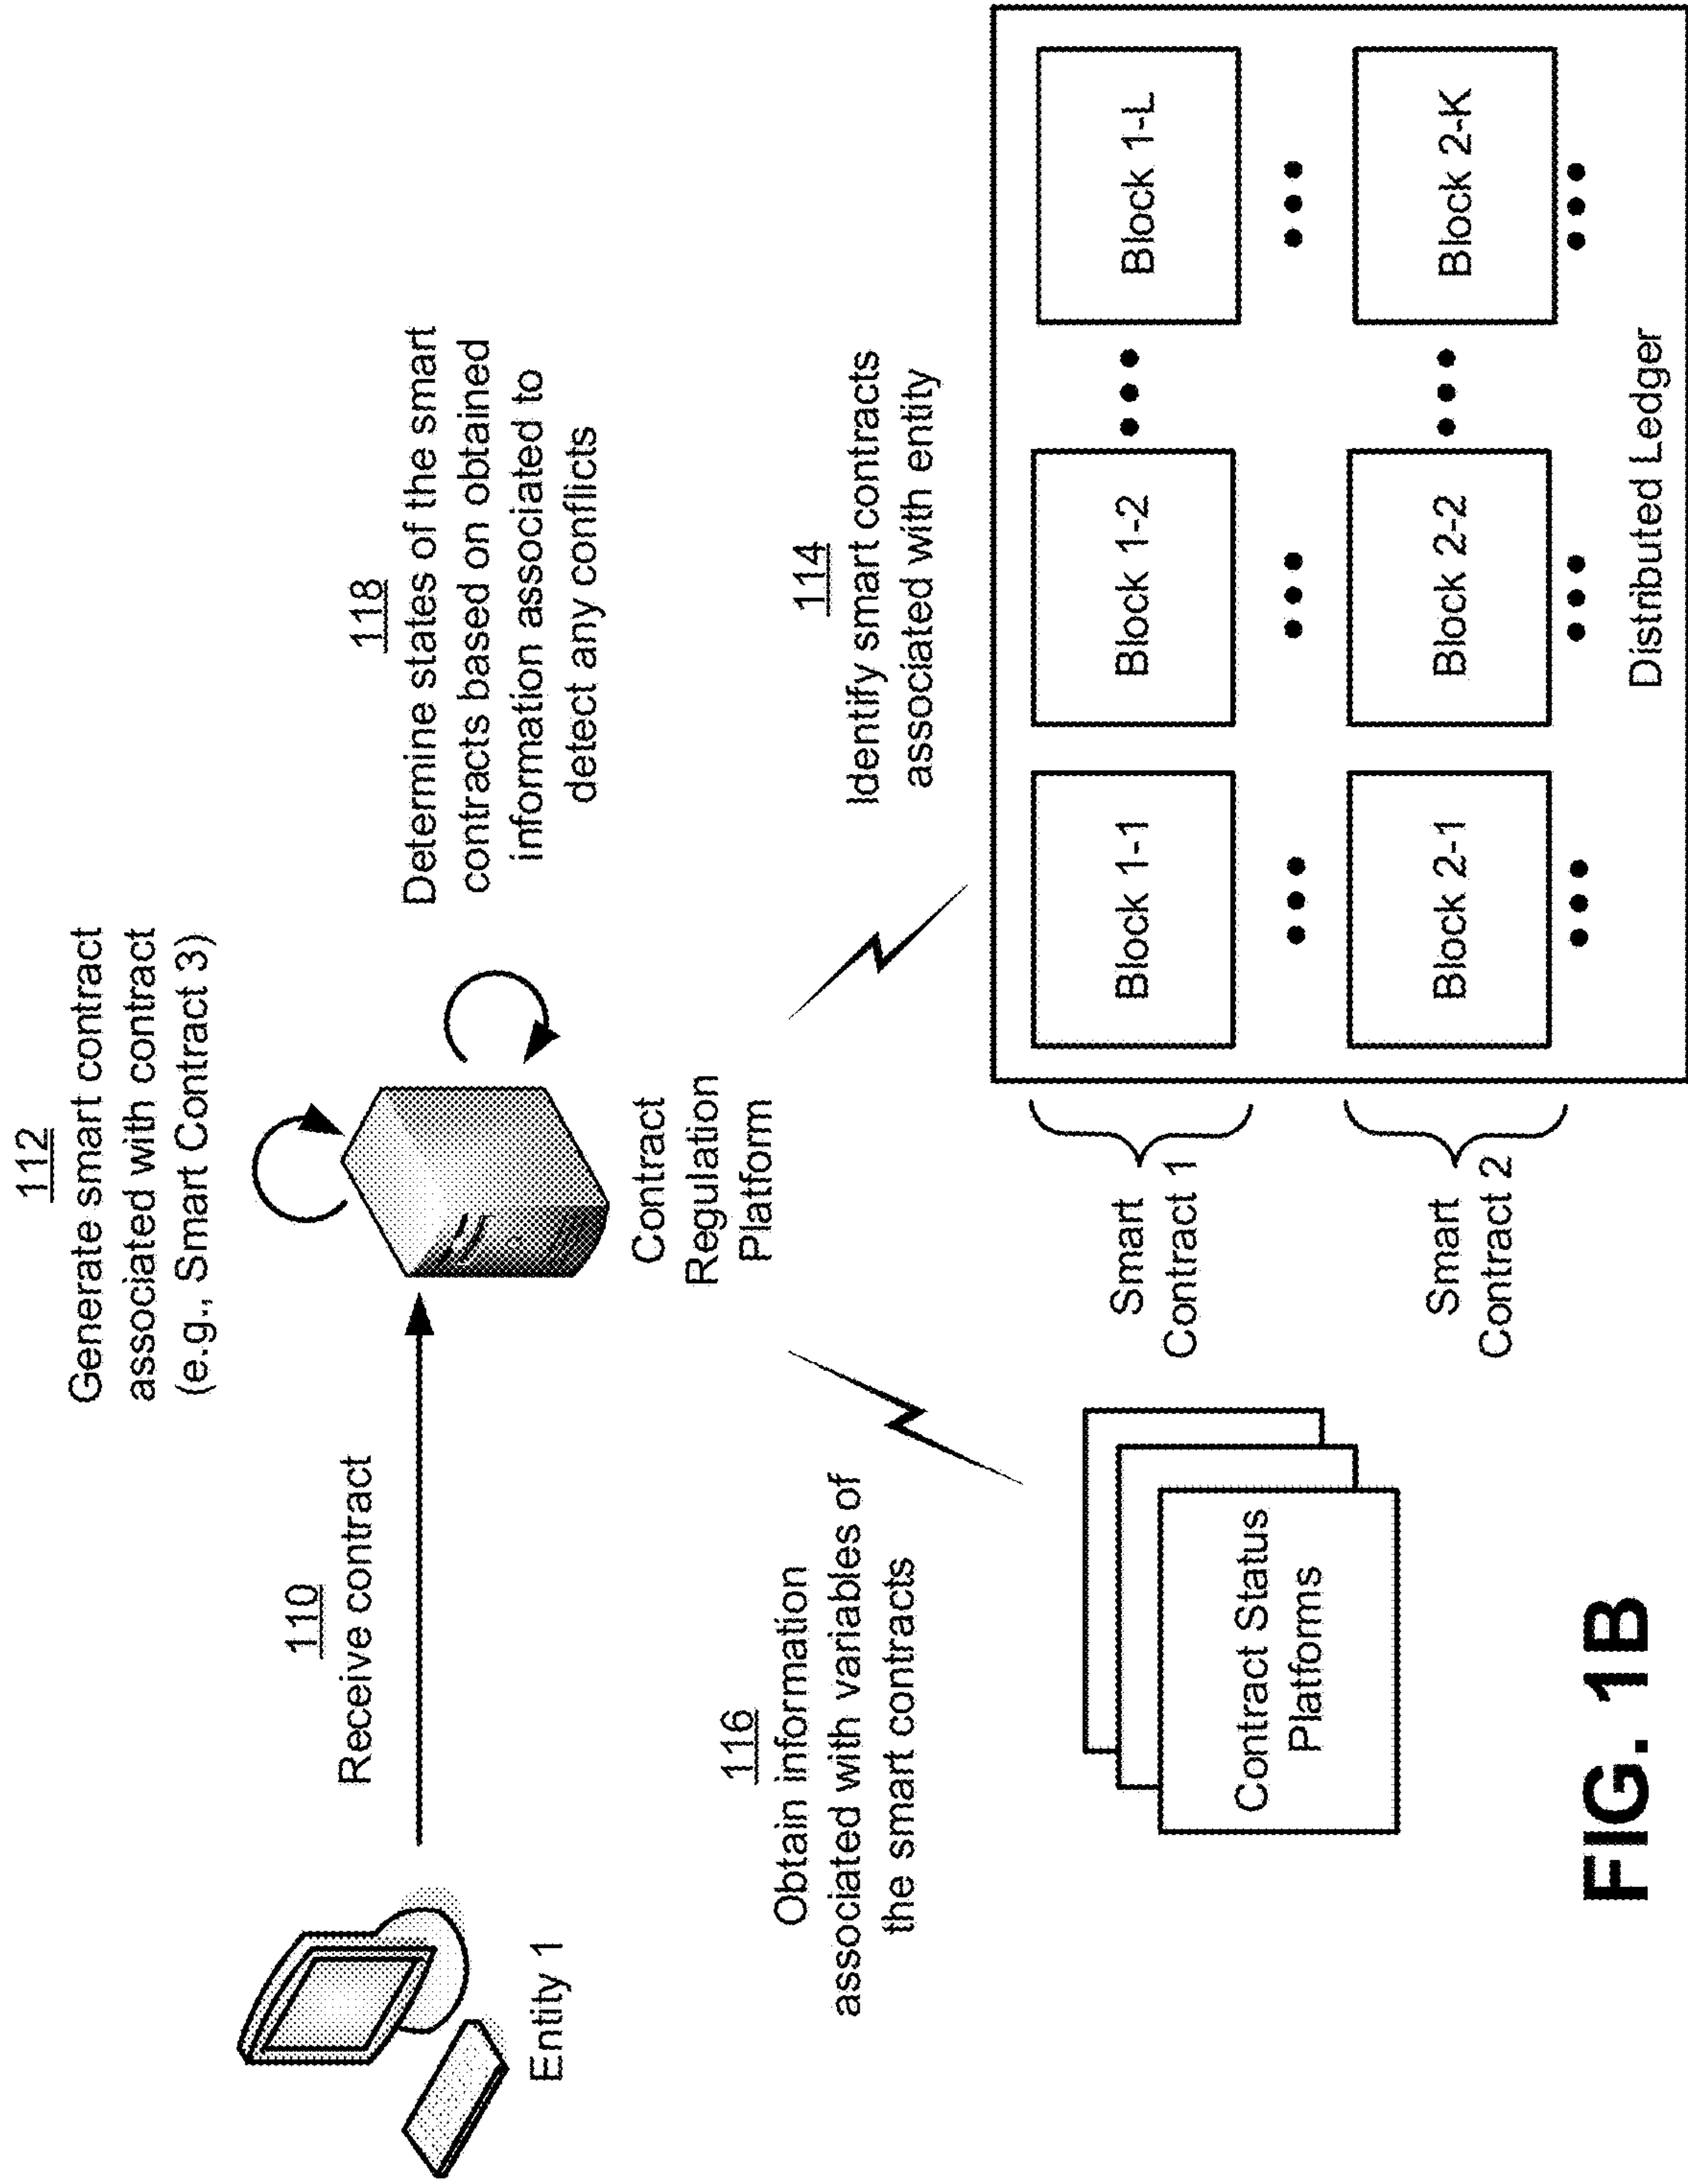 112
Generate smart contract
associated with contract
(e.g., Smart Contract 3)
110
Receive contract
118
Determine states of the smart
contracts based on obtained
information associated to
detect any conflicts
Entity 1
Contract
Regulation
Platform
116
Obtain information
associated with variables of
the smart contracts
114
Identify smart contracts
associated with entity
Contract Status
Platforms
Smart
Contract 1
Block 1-1
Block 1-2
Block 1-L
Smart
Contract 2
Block 2-1
Block 2-2
Block 2-K
Distributed Ledger
FIG. 1B